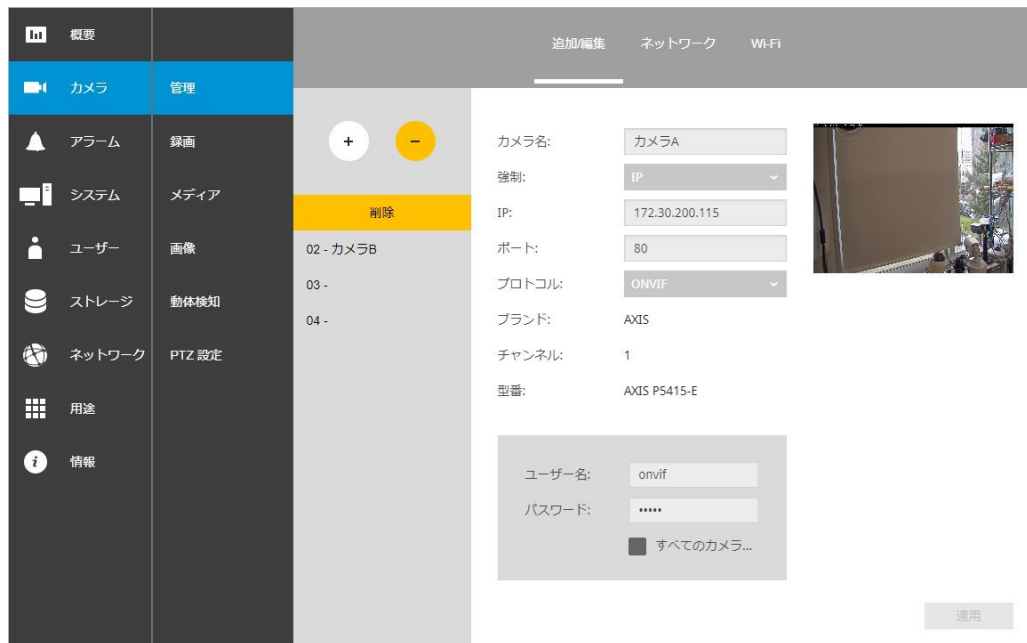 概要
カメラ
アラーム
システム
ユーザー
ストレージ
ネットワーク
用途
情報
管理
録画
メディア
画像
動体検知
PTZ 設定
追加/編集 ネットワーク Wi-Fi
+ -
削除
02 - カメラB
03 -
04 -
カメラ名: カメラA
強制: IP
IP: 172.30.200.115
ポート: 80
プロトコル: ONVIF
ブランド: AXIS
チャンネル: 1
型番: AXIS P5415-E
ユーザー名: onvif
パスワード: •••••
すべてのカメラ...
適用